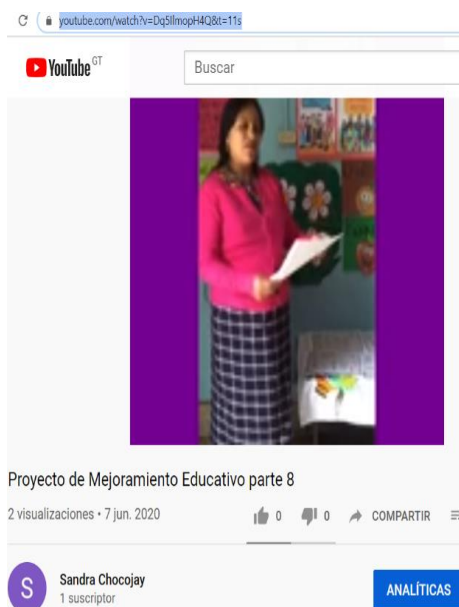 youtube.com/watch?v=Dq5IlmopH4Q&t=11s
YouTube GT
Buscar
Proyecto de Mejoramiento Educativo parte 8
2 visualizaciones • 7 jun. 2020
0 0 COMPARTIR
S
Sandra Chocojay
1 suscriptor
ANALÍTICAS